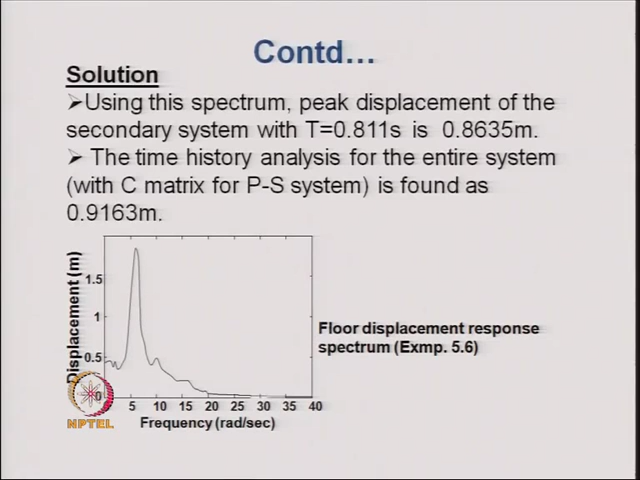 Contd…
Solution
➢Using this spectrum, peak displacement of the
secondary system with T=0.811s is 0.8635m.
➢ The time history analysis for the entire system
(with C matrix for P-S system) is found as
0.9163m.
Displacement (m)
1.5
1
0.5
0
5 10 15 20 25 30 35 40
Frequency (rad/sec)
Floor displacement response
spectrum (Exmp. 5.6)
NPTEL